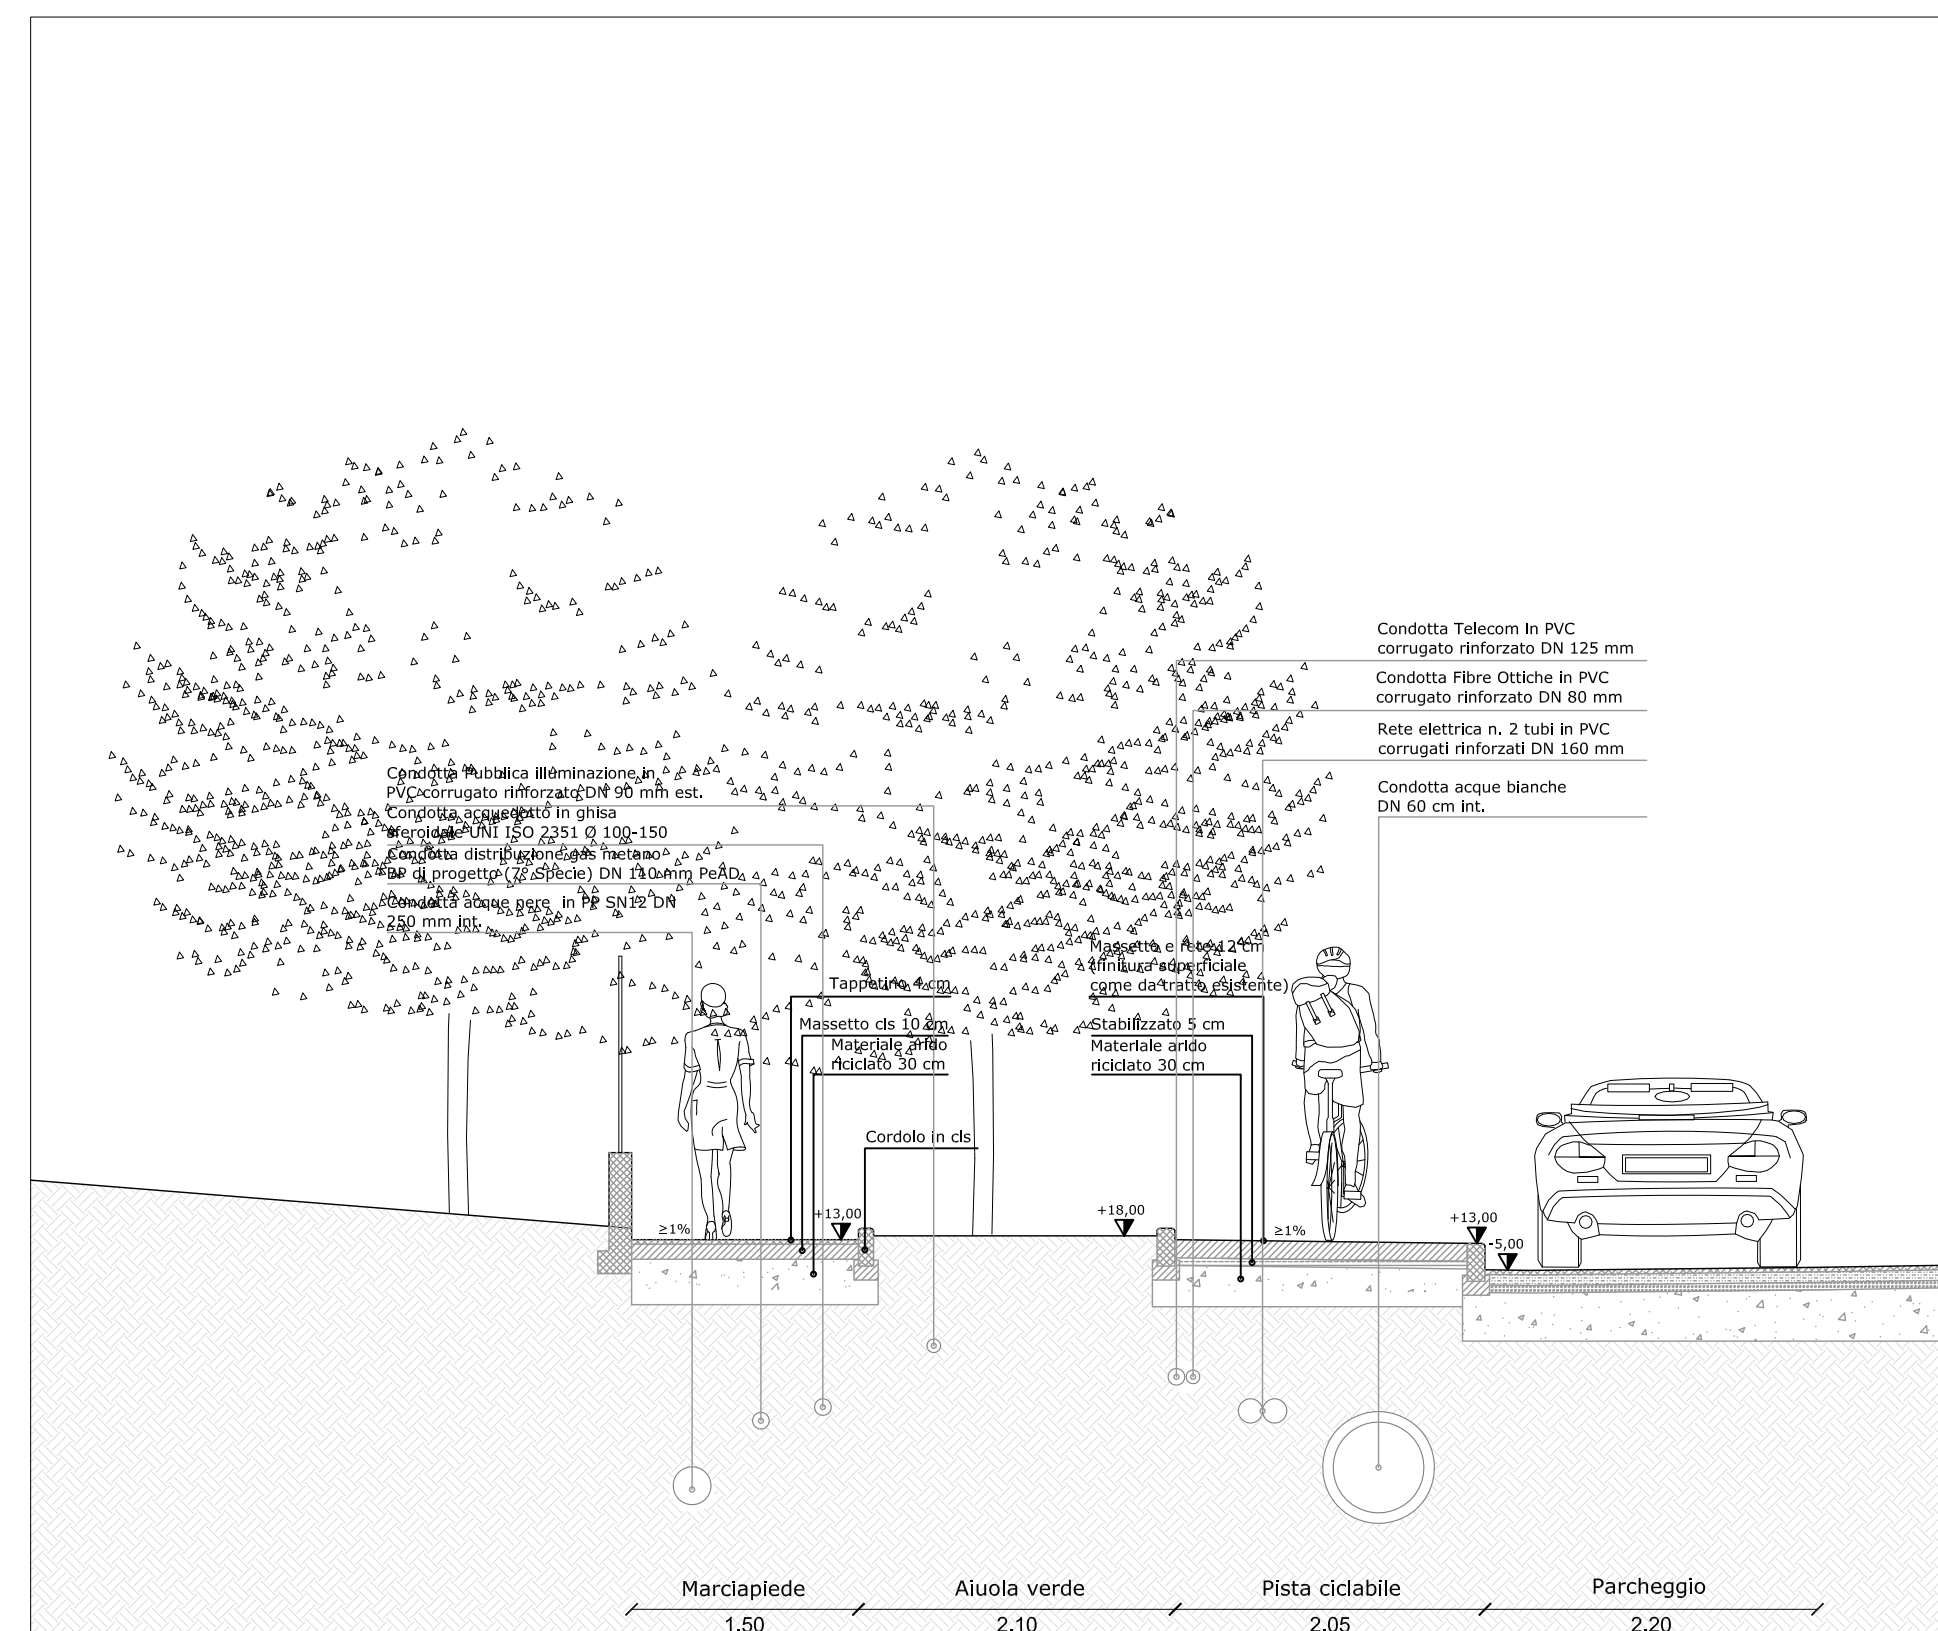 Condotta Telecom in PVC
corrugato rinforzato DN 125 mm
Condotta Fibre Ottiche in PVC
corrugato rinforzato DN 80 mm
Rete elettrica n. 2 tubi in PVC
corrugati rinforzati DN 160 mm
Condotta acque bianche
DN 60 cm int.
Condotta Pubblica illuminazione in
PVC corrugato rinforzato DN 90 mm est.
Condotta acquedotto in ghisa
sferoidale UNI ISO 2351 Ø 100-150
Condotta distribuzione gas metano
BP di progetto (7° Specie) DN 110 mm PeAD
Condotta acque nere in PP SN12 DN
250 mm int.
Tappetino 4 cm
Massetto cls 10 cm
Materiale arido
riciclato 30 cm
Cordolo in cls
Massetto e rete 12 cm
(finitura superficiale
come da tratto esistente)
Stabilizzato 5 cm
Materiale arido
riciclato 30 cm
≥1%
+13,00
+18,00
≥1%
+13,00
-5,00
Marciapiede
Aiuola verde
Pista ciclabile
Parcheggio
1.50
2.10
2.05
2.20